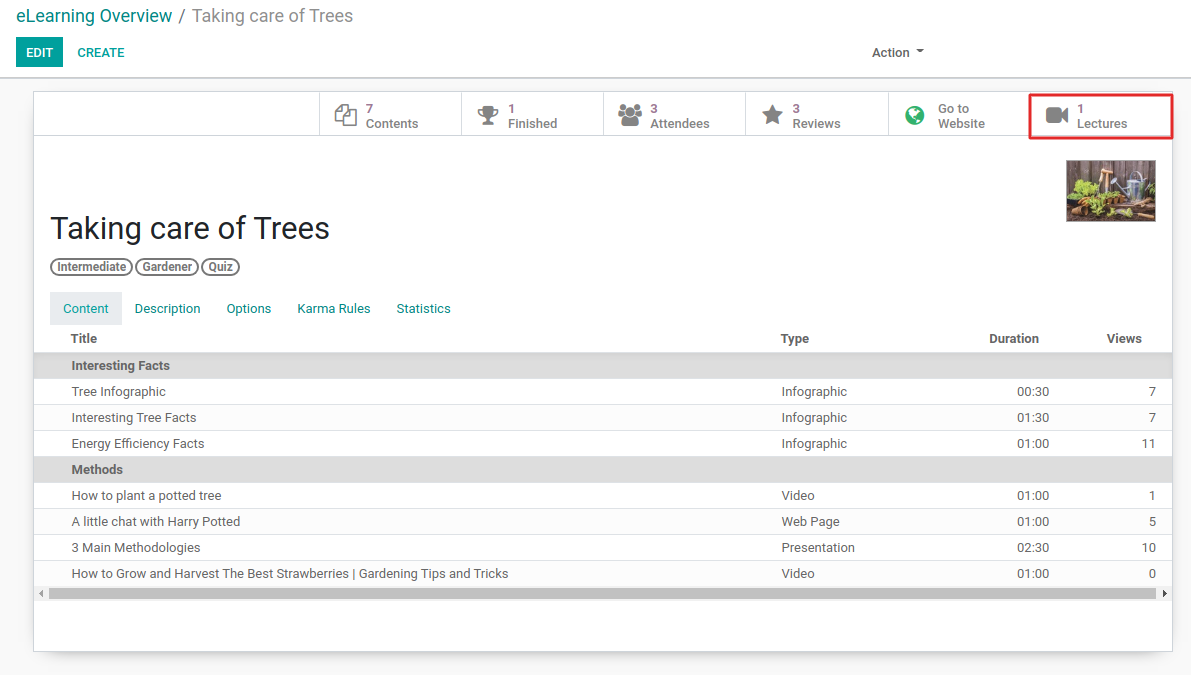 eLearning Overview / Taking care of Trees
EDIT CREATE Action
7 Contents
1 Finished
3 Attendees
3 Reviews
Go to Website
1 Lectures
Taking care of Trees
Intermediate Gardener Quiz
Content Description Options Karma Rules Statistics
Title Type Duration Views
Interesting Facts
Tree Infographic Infographic 00:30 7
Interesting Tree Facts Infographic 01:30 7
Energy Efficiency Facts Infographic 01:00 11
Methods
How to plant a potted tree Video 01:00 1
A little chat with Harry Potted Web Page 01:00 5
3 Main Methodologies Presentation 02:30 10
How to Grow and Harvest The Best Strawberries | Gardening Tips and Tricks Video 01:00 0